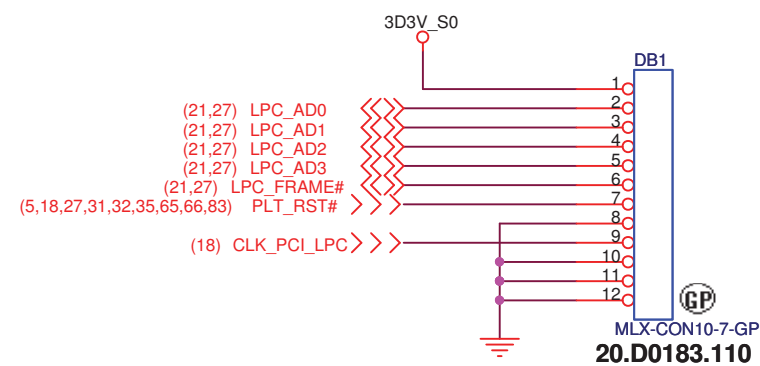 3D3V_S0
DB1
1
(21,27) LPC_AD0 2
(21,27) LPC_AD1 3
(21,27) LPC_AD2 4
(21,27) LPC_AD3 5
(21,27) LPC_FRAME# 6
(5,18,27,31,32,35,65,66,83) PLT_RST# 7
8
(18) CLK_PCI_LPC 9
10
11
12
GP
MLX-CON10-7-GP
20.D0183.110